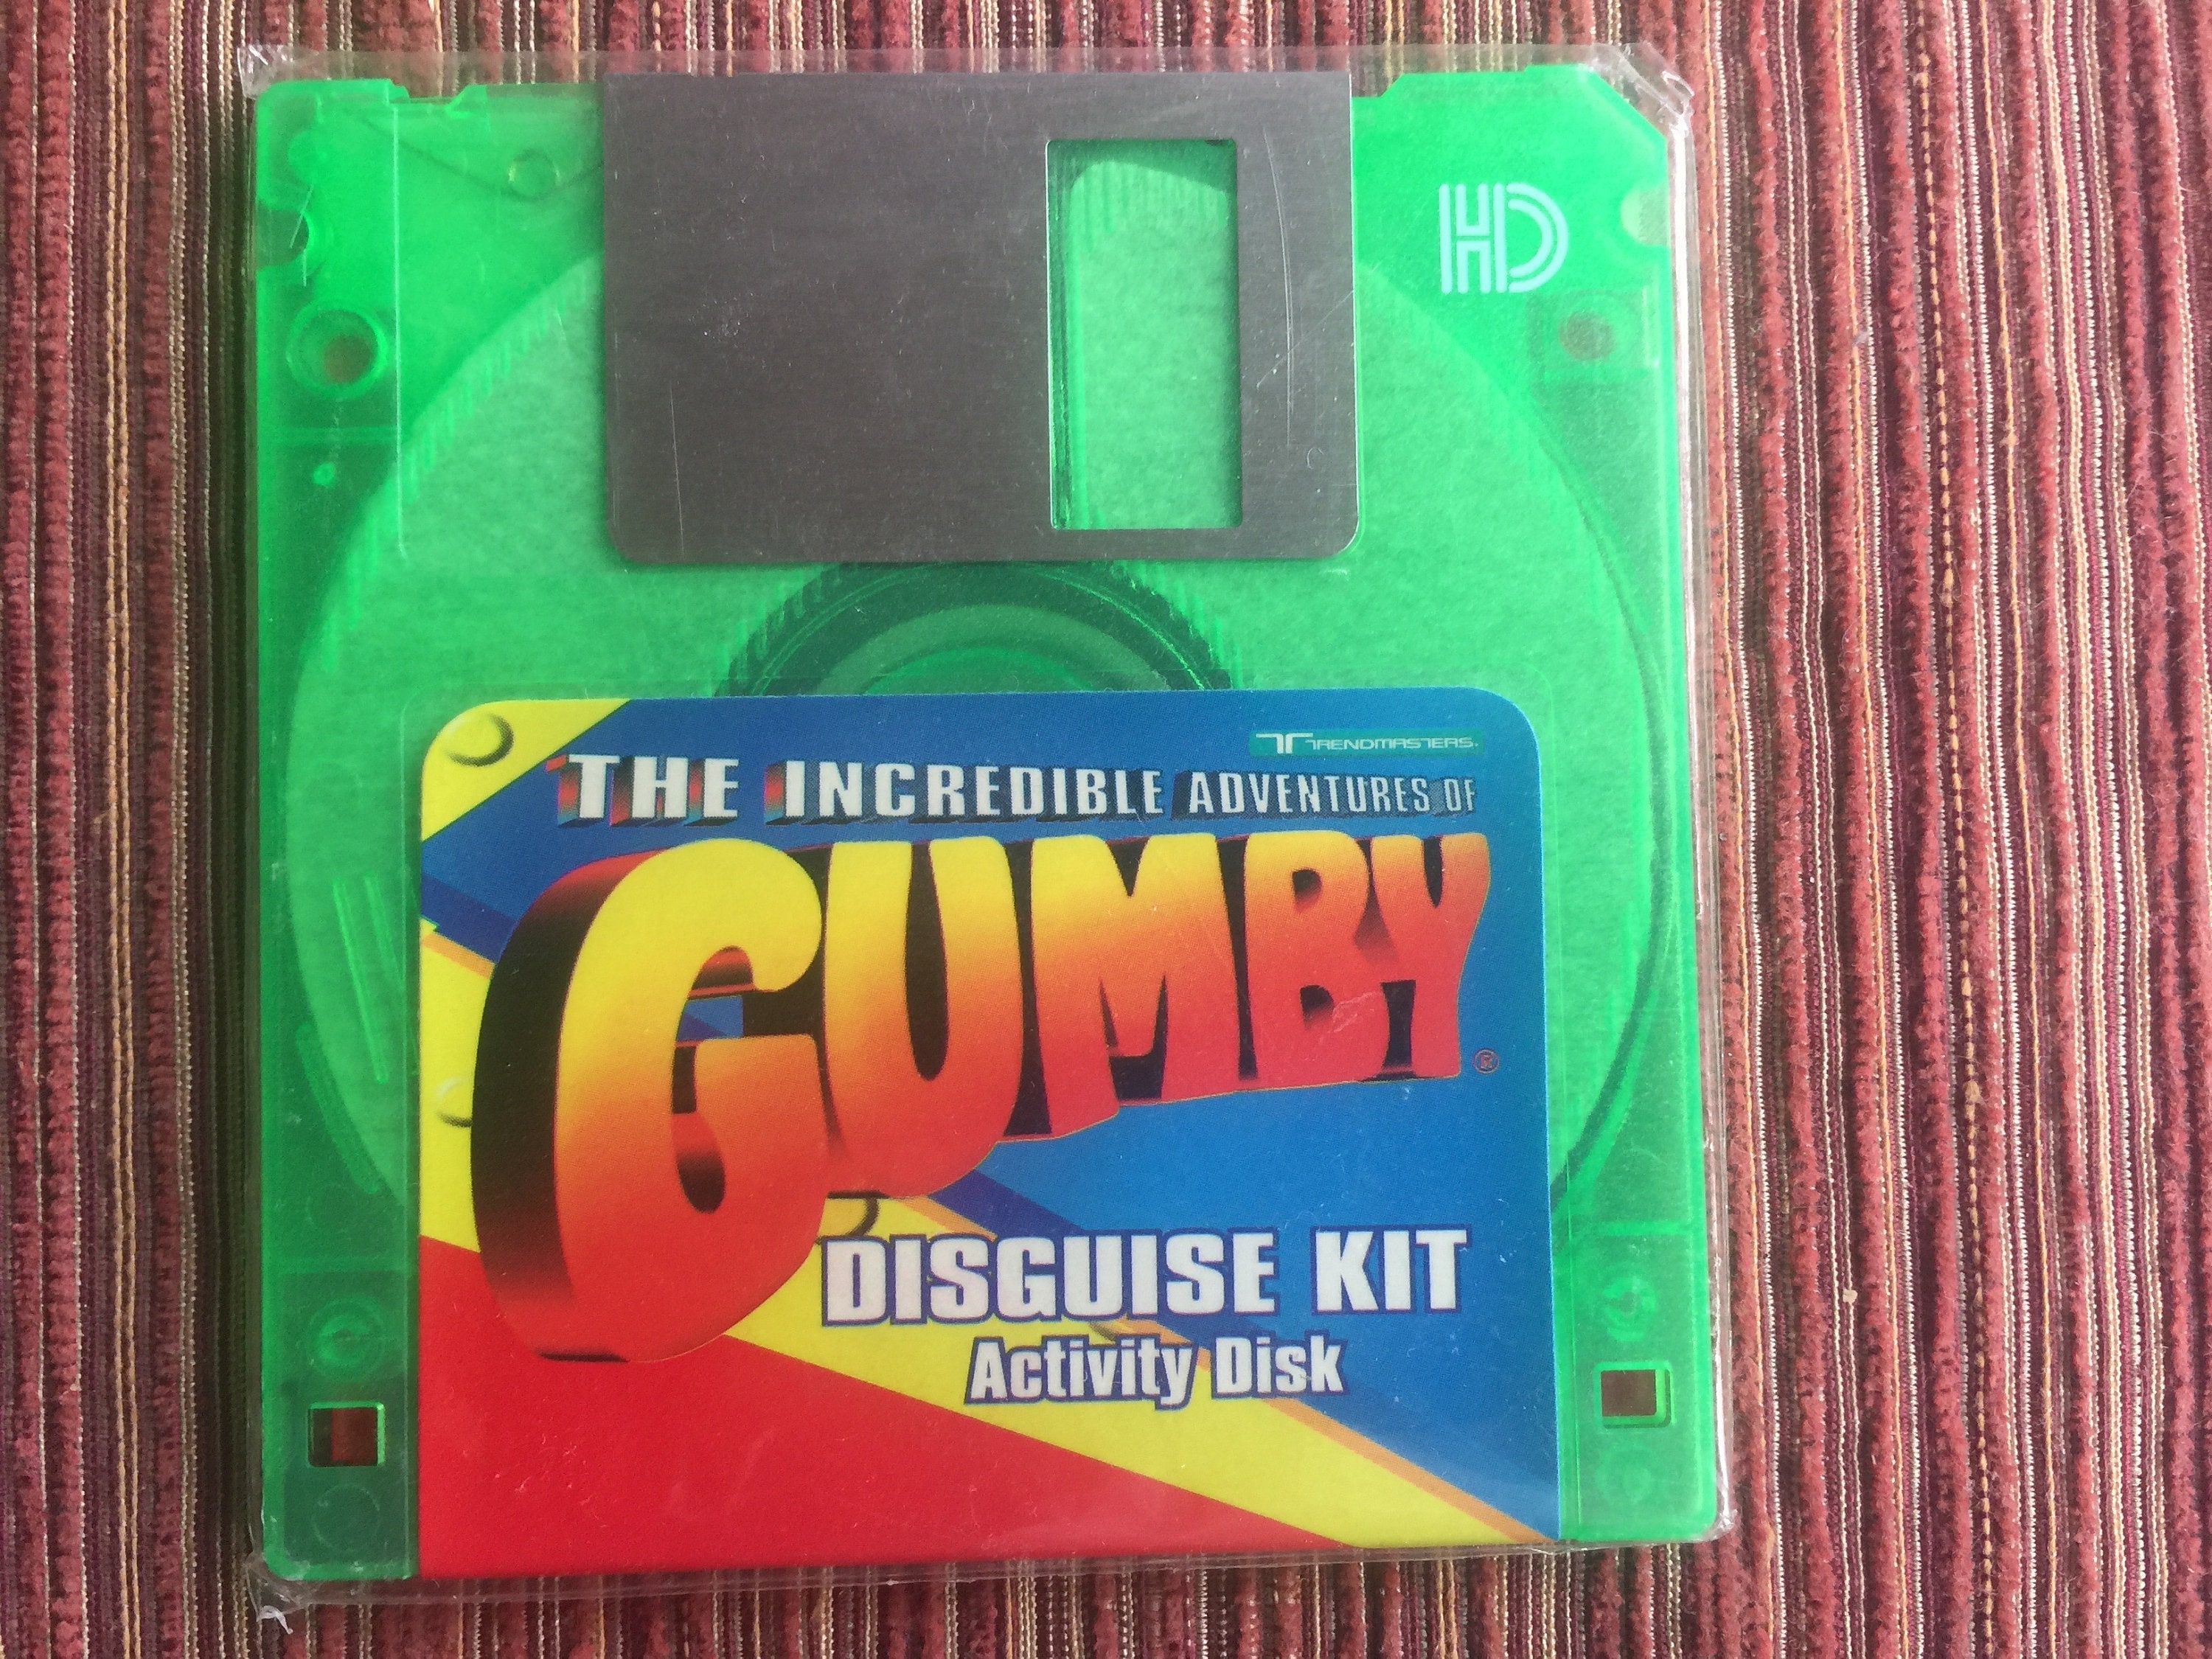 HD
TRENDMASTERS.
THE INCREDIBLE ADVENTURES OF
GUMBY®
DISGUISE KIT
Activity Disk